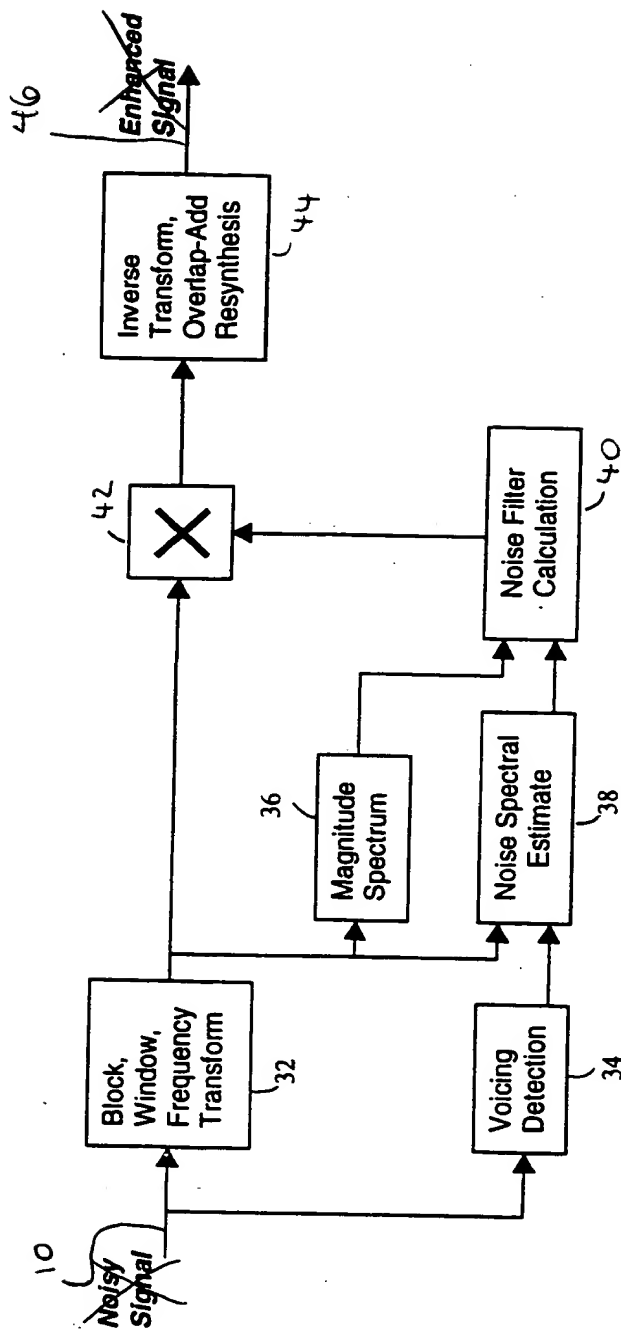 10
Noisy
Signal
Block,
Window,
Frequency
Transform
32
Voicing
Detection
34
36
Magnitude
Spectrum
Noise Spectral
Estimate
38
42
Noise Filter
Calculation
40
Inverse
Transform,
Overlap-Add
Resynthesis
44
46
Enhanced
Signal